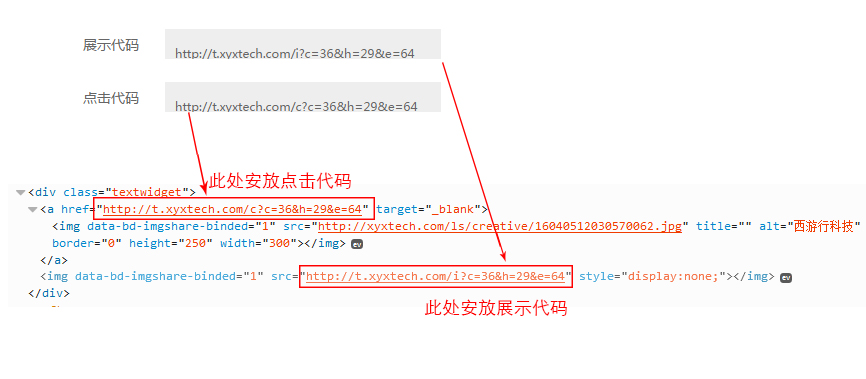 展示代码
http://t.xyxtech.com/i?c=36&h=29&e=64
点击代码
http://t.xyxtech.com/c?c=36&h=29&e=64
此处安放点击代码
<div class="textwidget">
<a href="http://t.xyxtech.com/c?c=36&h=29&e=64" target="_blank">
<img data-bd-imgshare-binded="1" src="http://xyxtech.com/ls/creative/16040512030570062.jpg" title="" alt="西游行科技"
border="0" height="250" width="300"></img> ev
</a>
<img data-bd-imgshare-binded="1" src="http://t.xyxtech.com/i?c=36&h=29&e=64" style="display:none;"></img> ev
</div>
此处安放展示代码